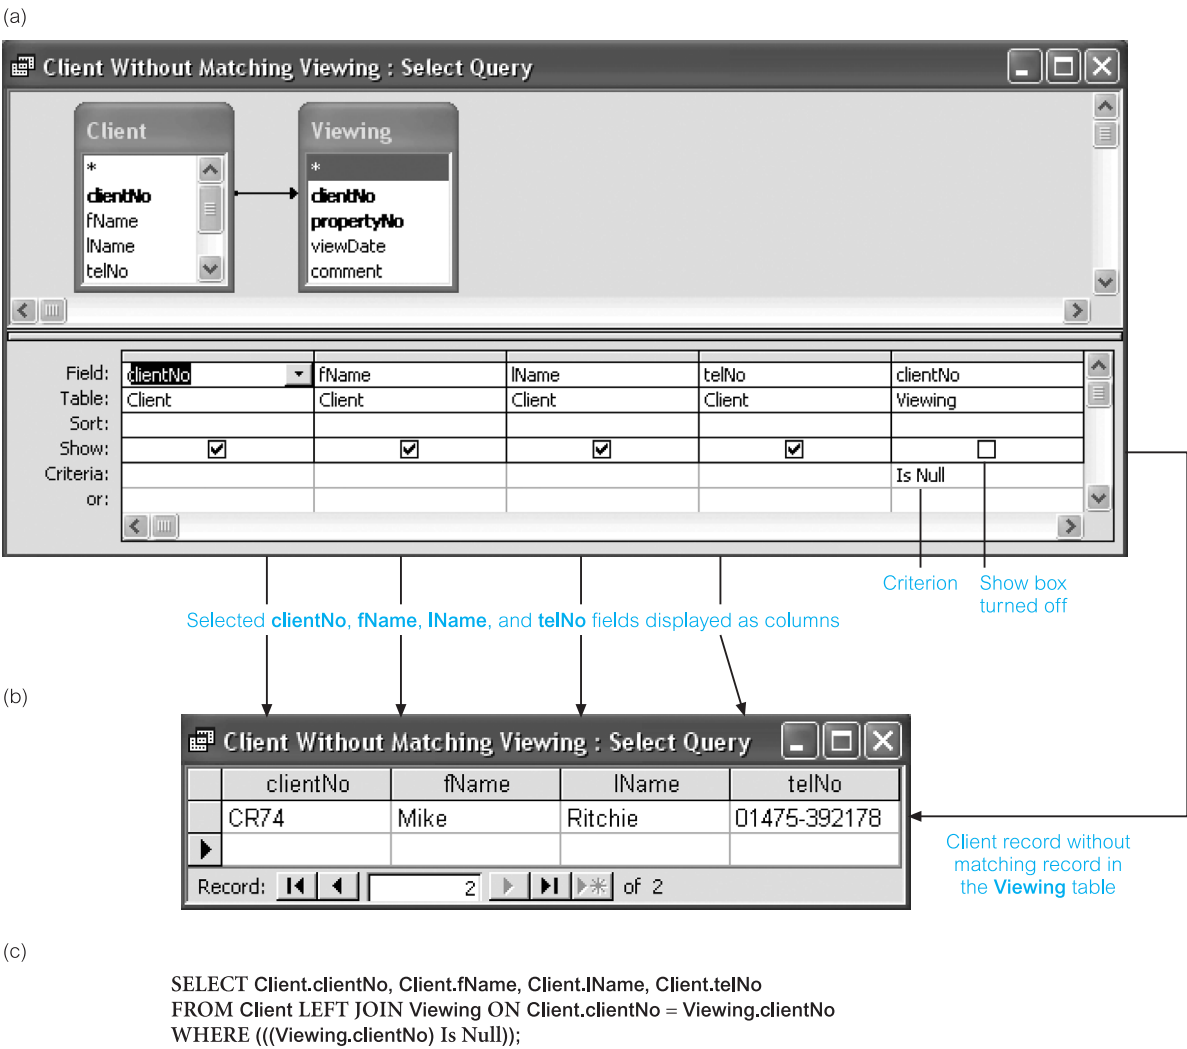 (a)
Client Without Matching Viewing : Select Query
Client
*
clientNo
fName
lName
telNo
Viewing
*
clientNo
propertyNo
viewDate
comment
Field: clientNo fName lName telNo clientNo
Table: Client Client Client Client Viewing
Sort:
Show:
Criteria: Is Null
or:
Criterion
Show box
turned off
Selected clientNo, fName, lName, and telNo fields displayed as columns
(b)
Client Without Matching Viewing : Select Query
clientNo fName lName telNo
CR74 Mike Ritchie 01475-392178
Record: 2 of 2
Client record without
matching record in
the Viewing table
(c)
SELECT Client.clientNo, Client.fName, Client.lName, Client.telNo
FROM Client LEFT JOIN Viewing ON Client.clientNo = Viewing.clientNo
WHERE (((Viewing.clientNo) Is Null));